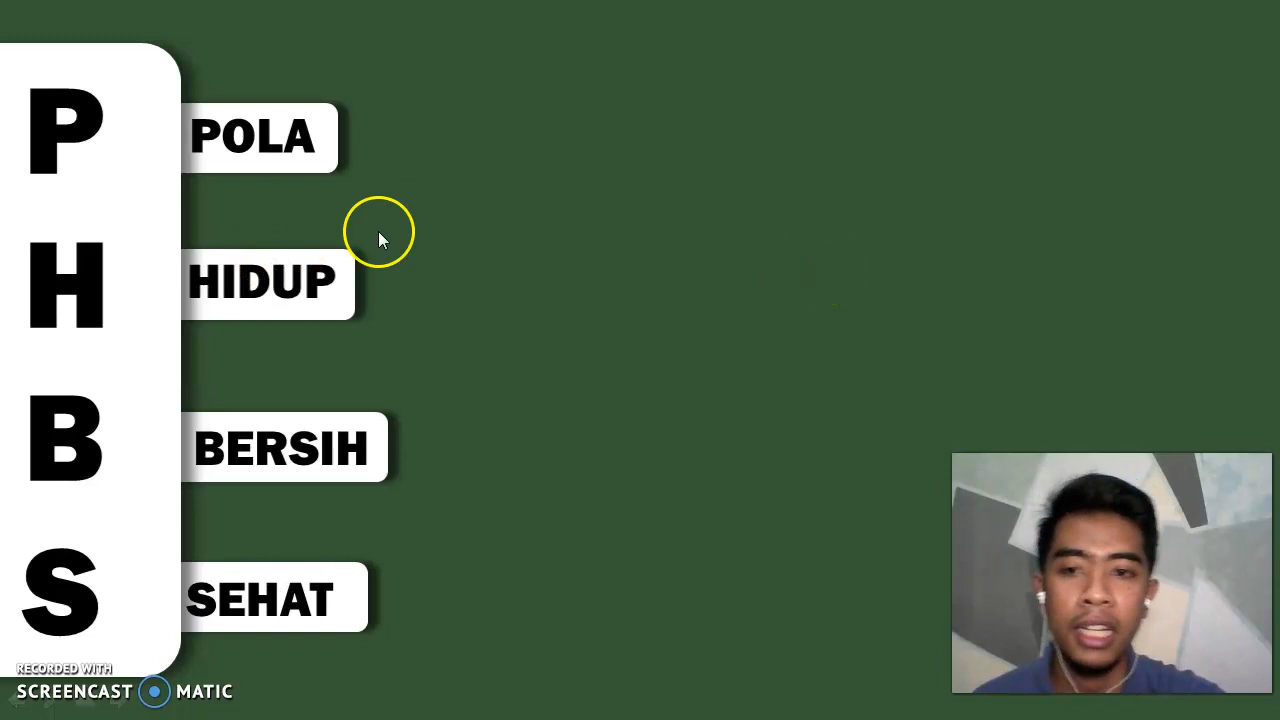 P
POLA
H
HIDUP
B
BERSIH
S
SEHAT
RECORDED WITH
SCREENCAST MATIC